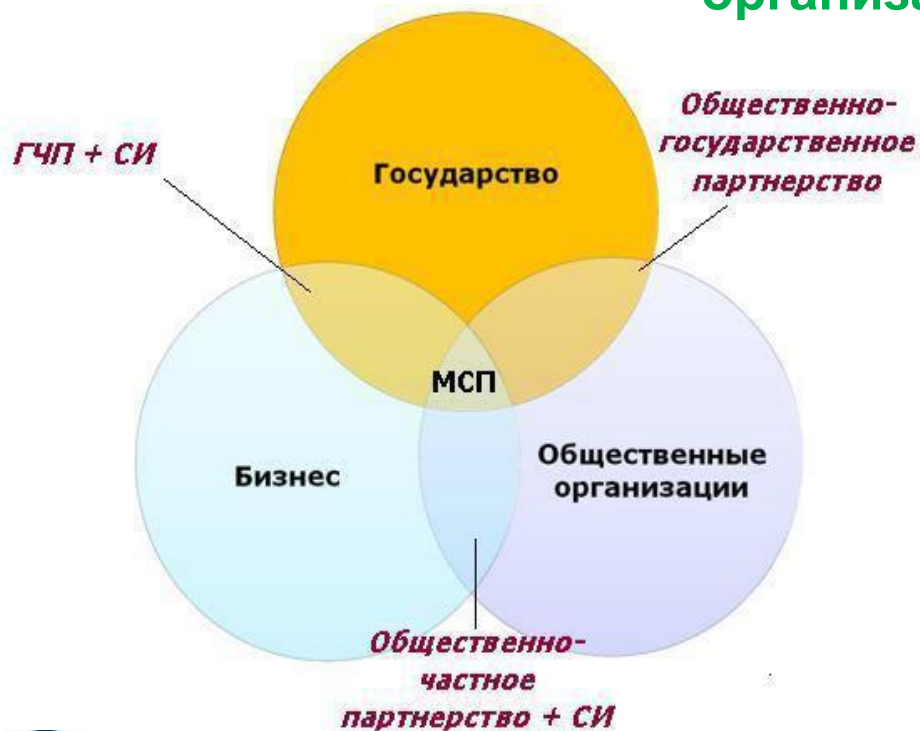 Общественно-
государственное
партнерство
ГЧП + СИ
Государство
МСП
Бизнес
Общественные
организации
Общественно-
частное
партнерство + СИ